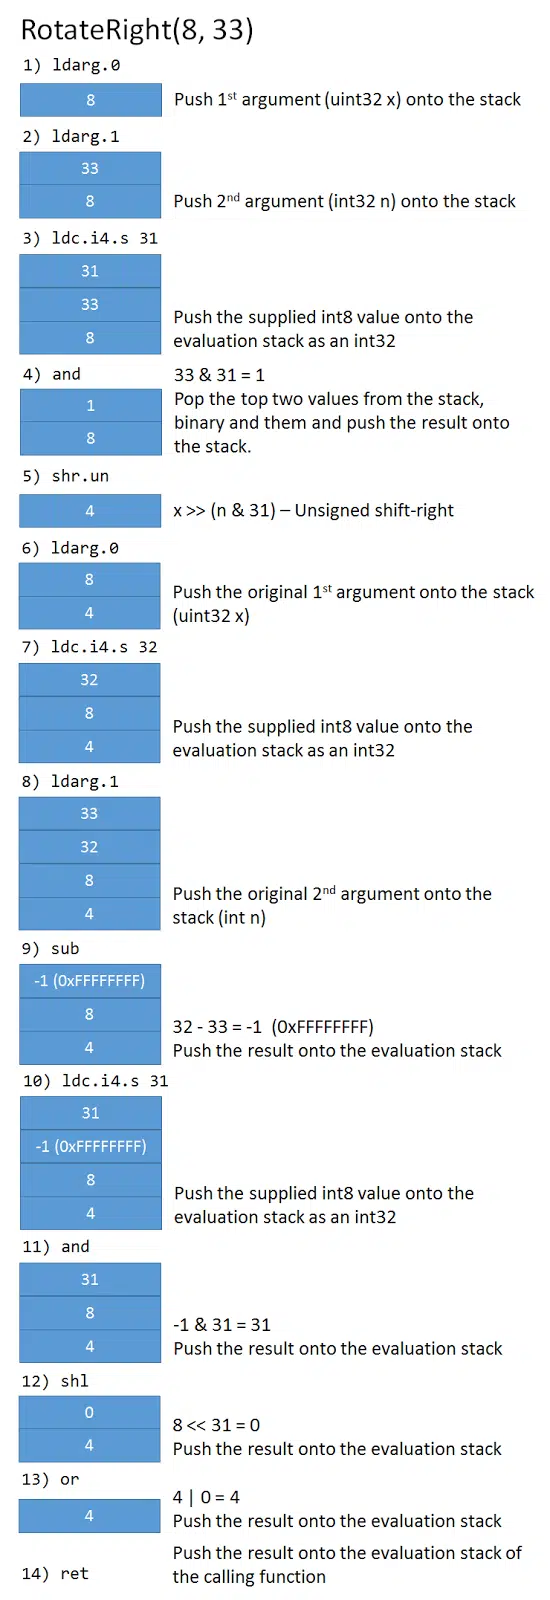 RotateRight(8, 33)
1) ldarg.0
8
Push 1st argument (uint32 x) onto the stack
2) ldarg.1
33
8
Push 2nd argument (int32 n) onto the stack
3) ldc.i4.s 31
31
33
8
Push the supplied int8 value onto the
evaluation stack as an int32
4) and
33 & 31 = 1
1
8
Pop the top two values from the stack,
binary and them and push the result onto
the stack.
5) shr.un
4
x >> (n & 31) – Unsigned shift-right
6) ldarg.0
8
4
Push the original 1st argument onto the stack
(uint32 x)
7) ldc.i4.s 32
32
8
4
Push the supplied int8 value onto the
evaluation stack as an int32
8) ldarg.1
33
32
8
4
Push the original 2nd argument onto the
stack (int n)
9) sub
-1 (0xFFFFFFFF)
8
4
32 - 33 = -1 (0xFFFFFFFF)
Push the result onto the evaluation stack
10) ldc.i4.s 31
31
-1 (0xFFFFFFFF)
8
4
Push the supplied int8 value onto the
evaluation stack as an int32
11) and
31
8
4
-1 & 31 = 31
Push the result onto the evaluation stack
12) shl
0
4
8 << 31 = 0
Push the result onto the evaluation stack
13) or
4
4 | 0 = 4
Push the result onto the evaluation stack
14) ret
Push the result onto the evaluation stack of
the calling function